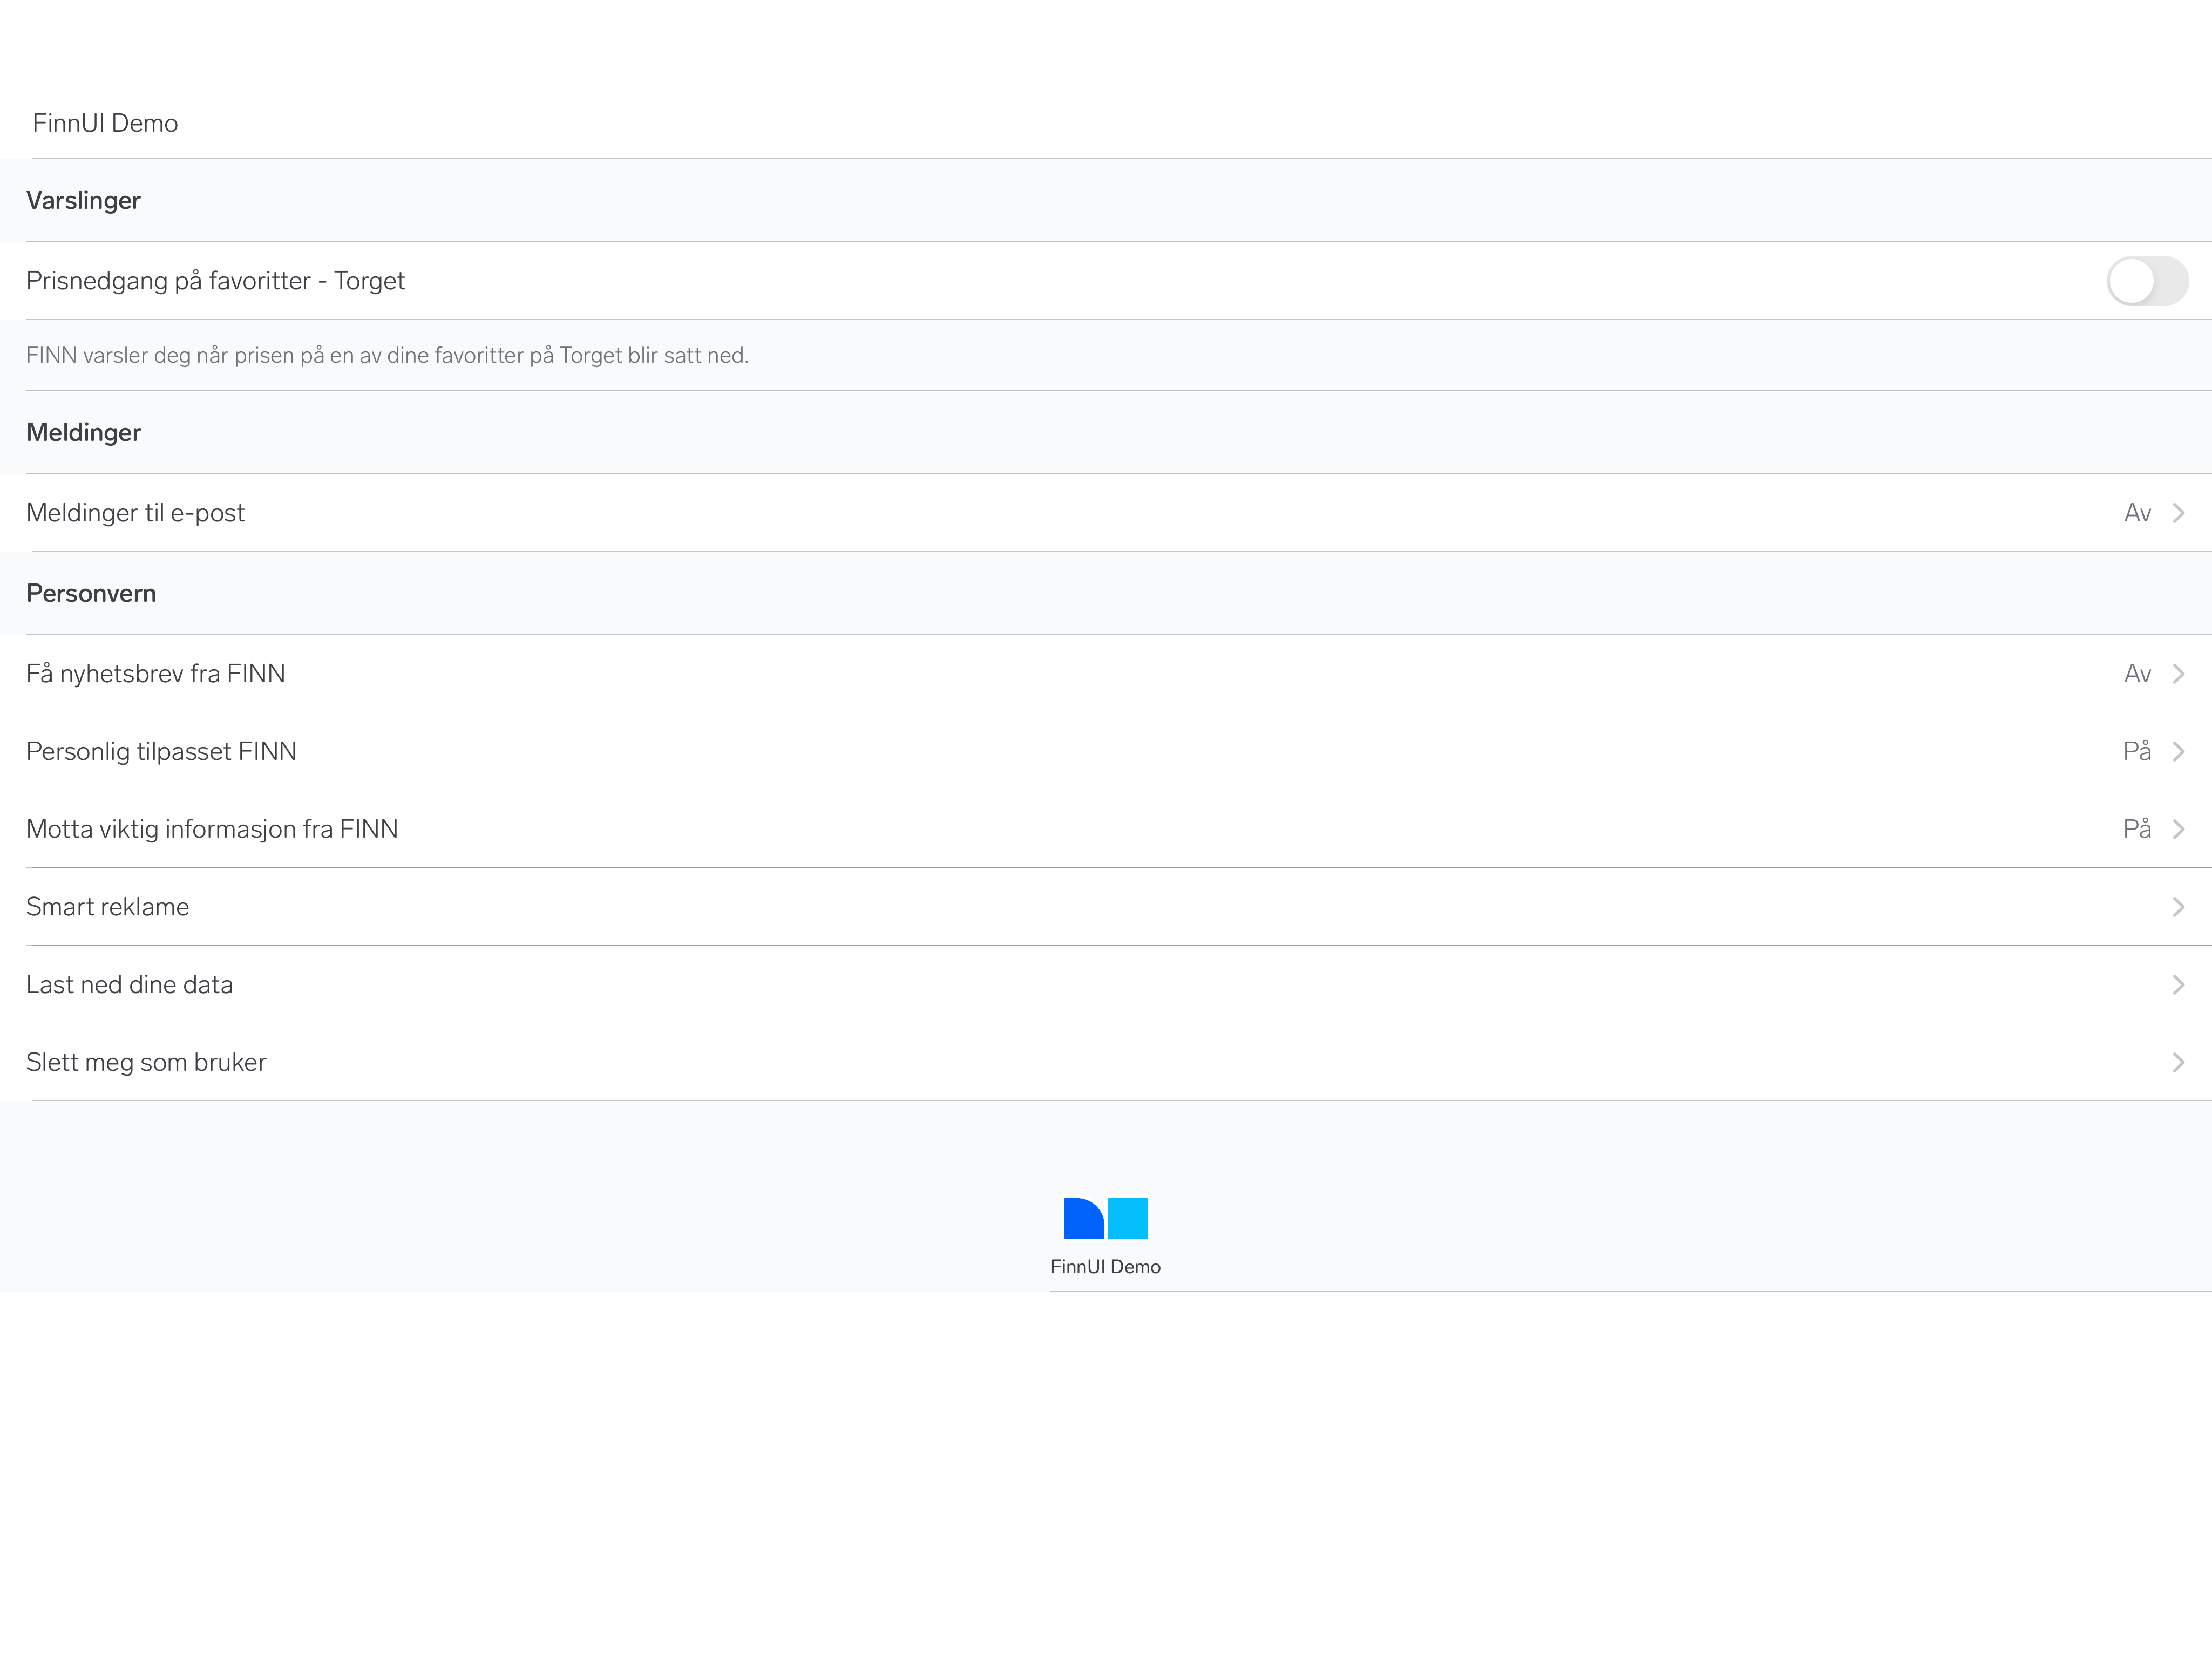 FinnUI Demo
Varslinger
Prisnedgang på favoritter - Torget
FINN varsler deg når prisen på en av dine favoritter på Torget blir satt ned.
Meldinger
Meldinger til e-post Av
Personvern
Få nyhetsbrev fra FINN Av
Personlig tilpasset FINN På
Motta viktig informasjon fra FINN På
Smart reklame
Last ned dine data
Slett meg som bruker
FinnUI Demo